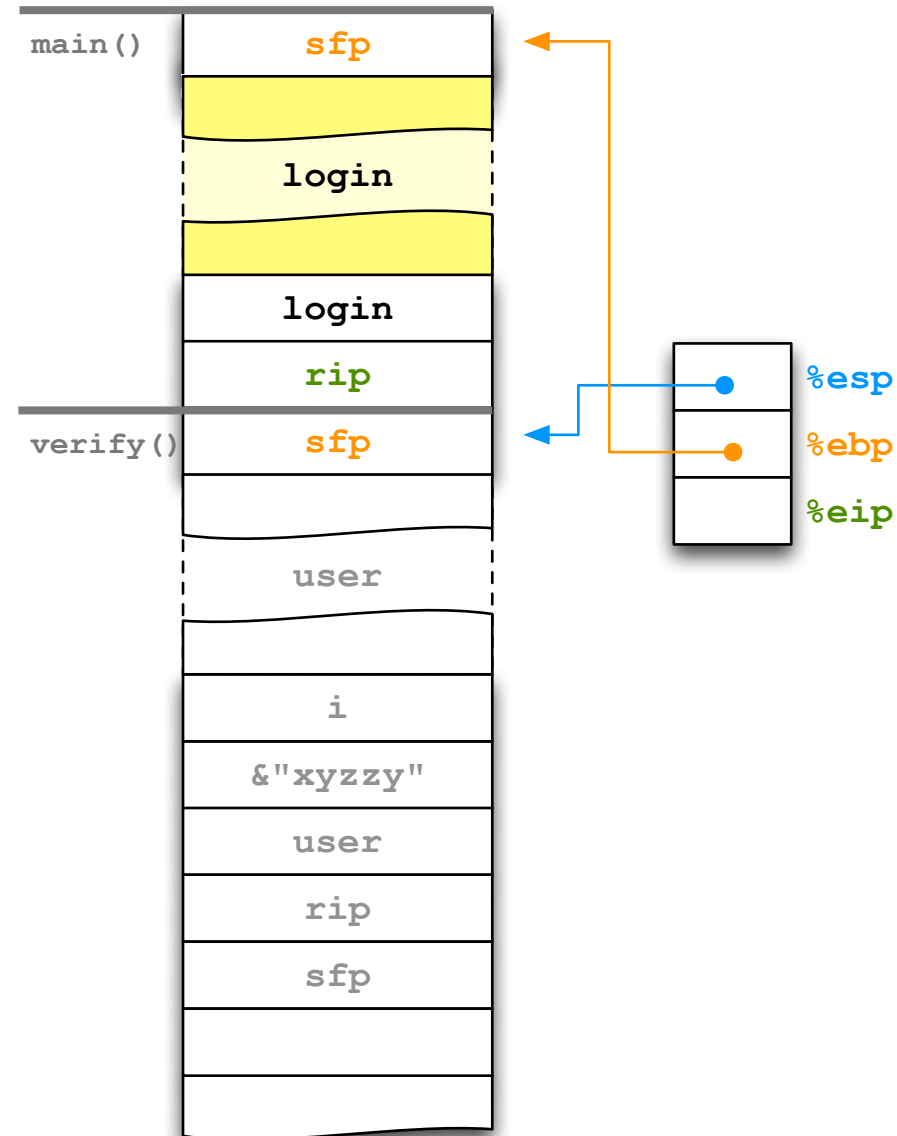 main()
sfp
login
login
rip
%esp
verify()
sfp
%ebp
%eip
user
i
&"xyzzy"
user
rip
sfp